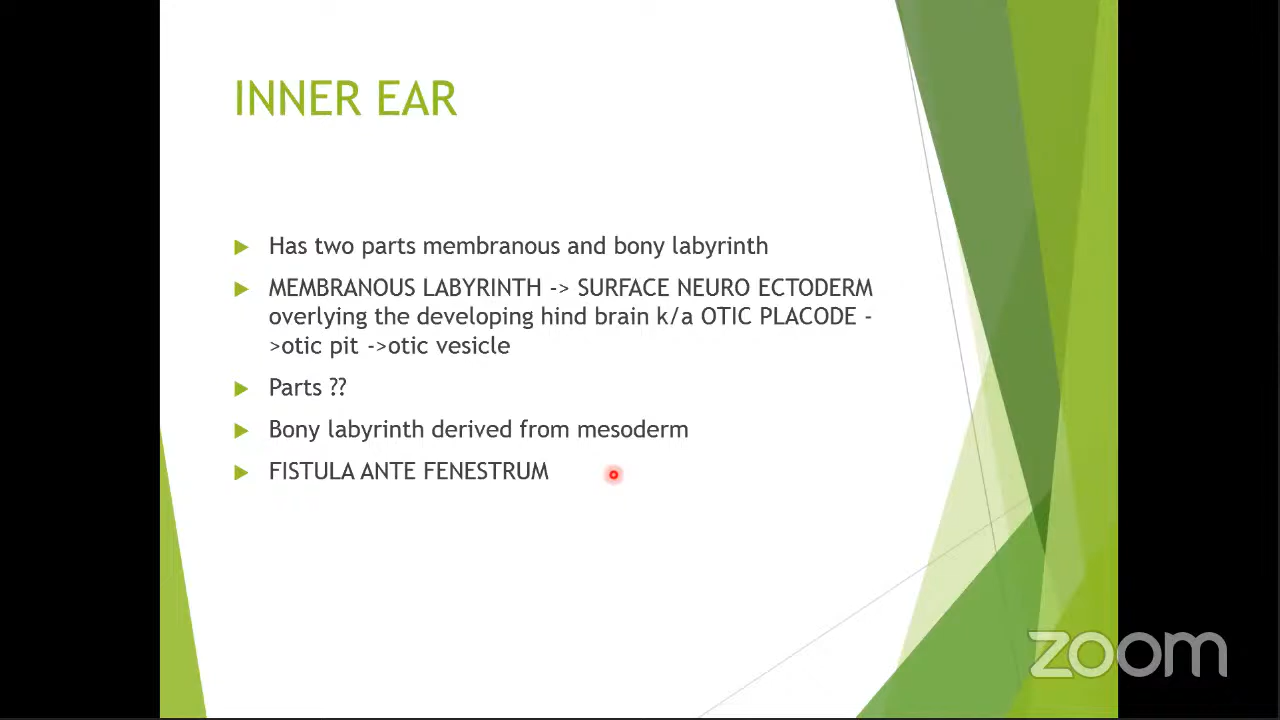 INNER EAR
Has two parts membranous and bony labyrinth
MEMBRANOUS LABYRINTH -> SURFACE NEURO ECTODERM
overlying the developing hind brain k/a OTIC PLACODE -
>otic pit ->otic vesicle
Parts ??
Bony labyrinth derived from mesoderm
FISTULA ANTE FENESTRUM
zoom